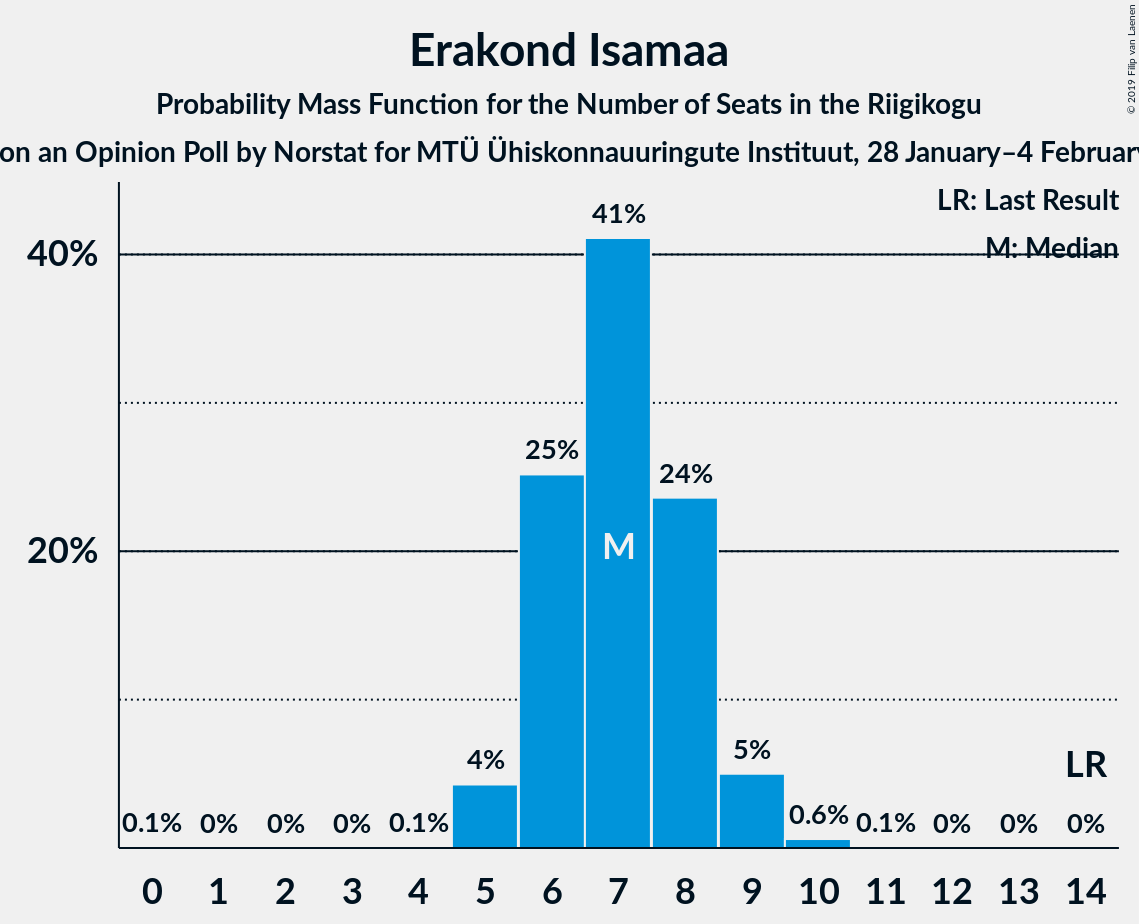 Erakond Isamaa
Probability Mass Function for the Number of Seats in the Riigikogu
on an Opinion Poll by Norstat for MTÜ Ühiskonnauuringute Instituut, 28 January–4 February
© 2019 Filip van Laenen
LR: Last Result
M: Median
41%
40%
25%
24%
M
20%
4%
5%
LR
0.1% 0% 0% 0% 0.1% 0.6% 0.1% 0% 0% 0%
0 1 2 3 4 5 6 7 8 9 10 11 12 13 14